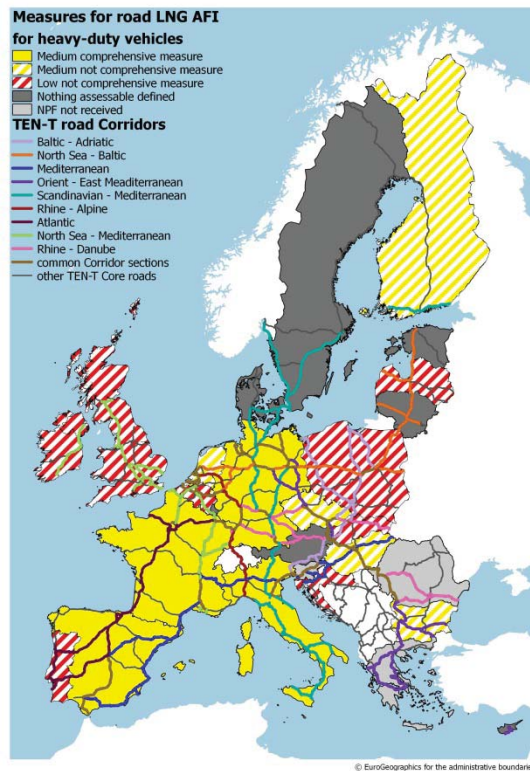 Measures for road LNG AFI
for heavy-duty vehicles
Medium comprehensive measure
Medium not comprehensive measure
Low not comprehensive measure
Nothing assessable defined
NPF not received
TEN-T road Corridors
Baltic - Adriatic
North Sea - Baltic
Mediterranean
Orient - East Meaditerranean
Scandinavian - Mediterranean
Rhine - Alpine
Atlantic
North Sea - Mediterranean
Rhine - Danube
common Corridor sections
other TEN-T Core roads
© EuroGeographics for the administrative boundarie